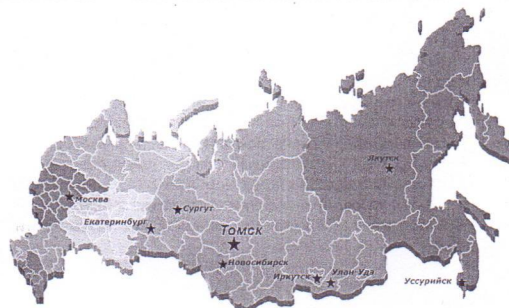 Якутск
Москва
Сургут
Екатеринбург
Томск
Новосибирск
Иркутск
Улан-Удэ
Уссурийск